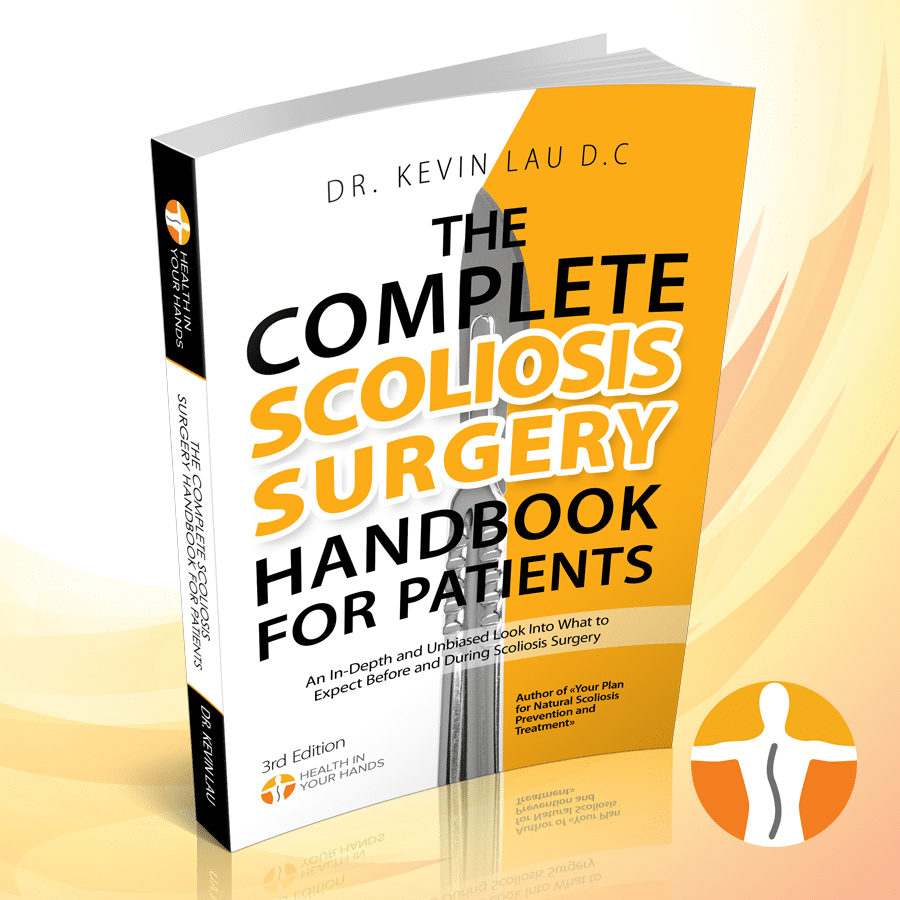 DR. KEVIN LAU D.C
THE
COMPLETE
SCOLIOSIS
SURGERY
HANDBOOK
FOR PATIENTS
An In-Depth and Unbiased Look Into What to
Expect Before and During Scoliosis Surgery
Author of «Your Plan
for Natural Scoliosis
Prevention and
Treatment»
3rd Edition
HEALTH IN
YOUR HANDS
HEALTH IN
YOUR HANDS
THE COMPLETE SCOLIOSIS
SURGERY HANDBOOK FOR PATIENTS
DR. KEVIN LAU